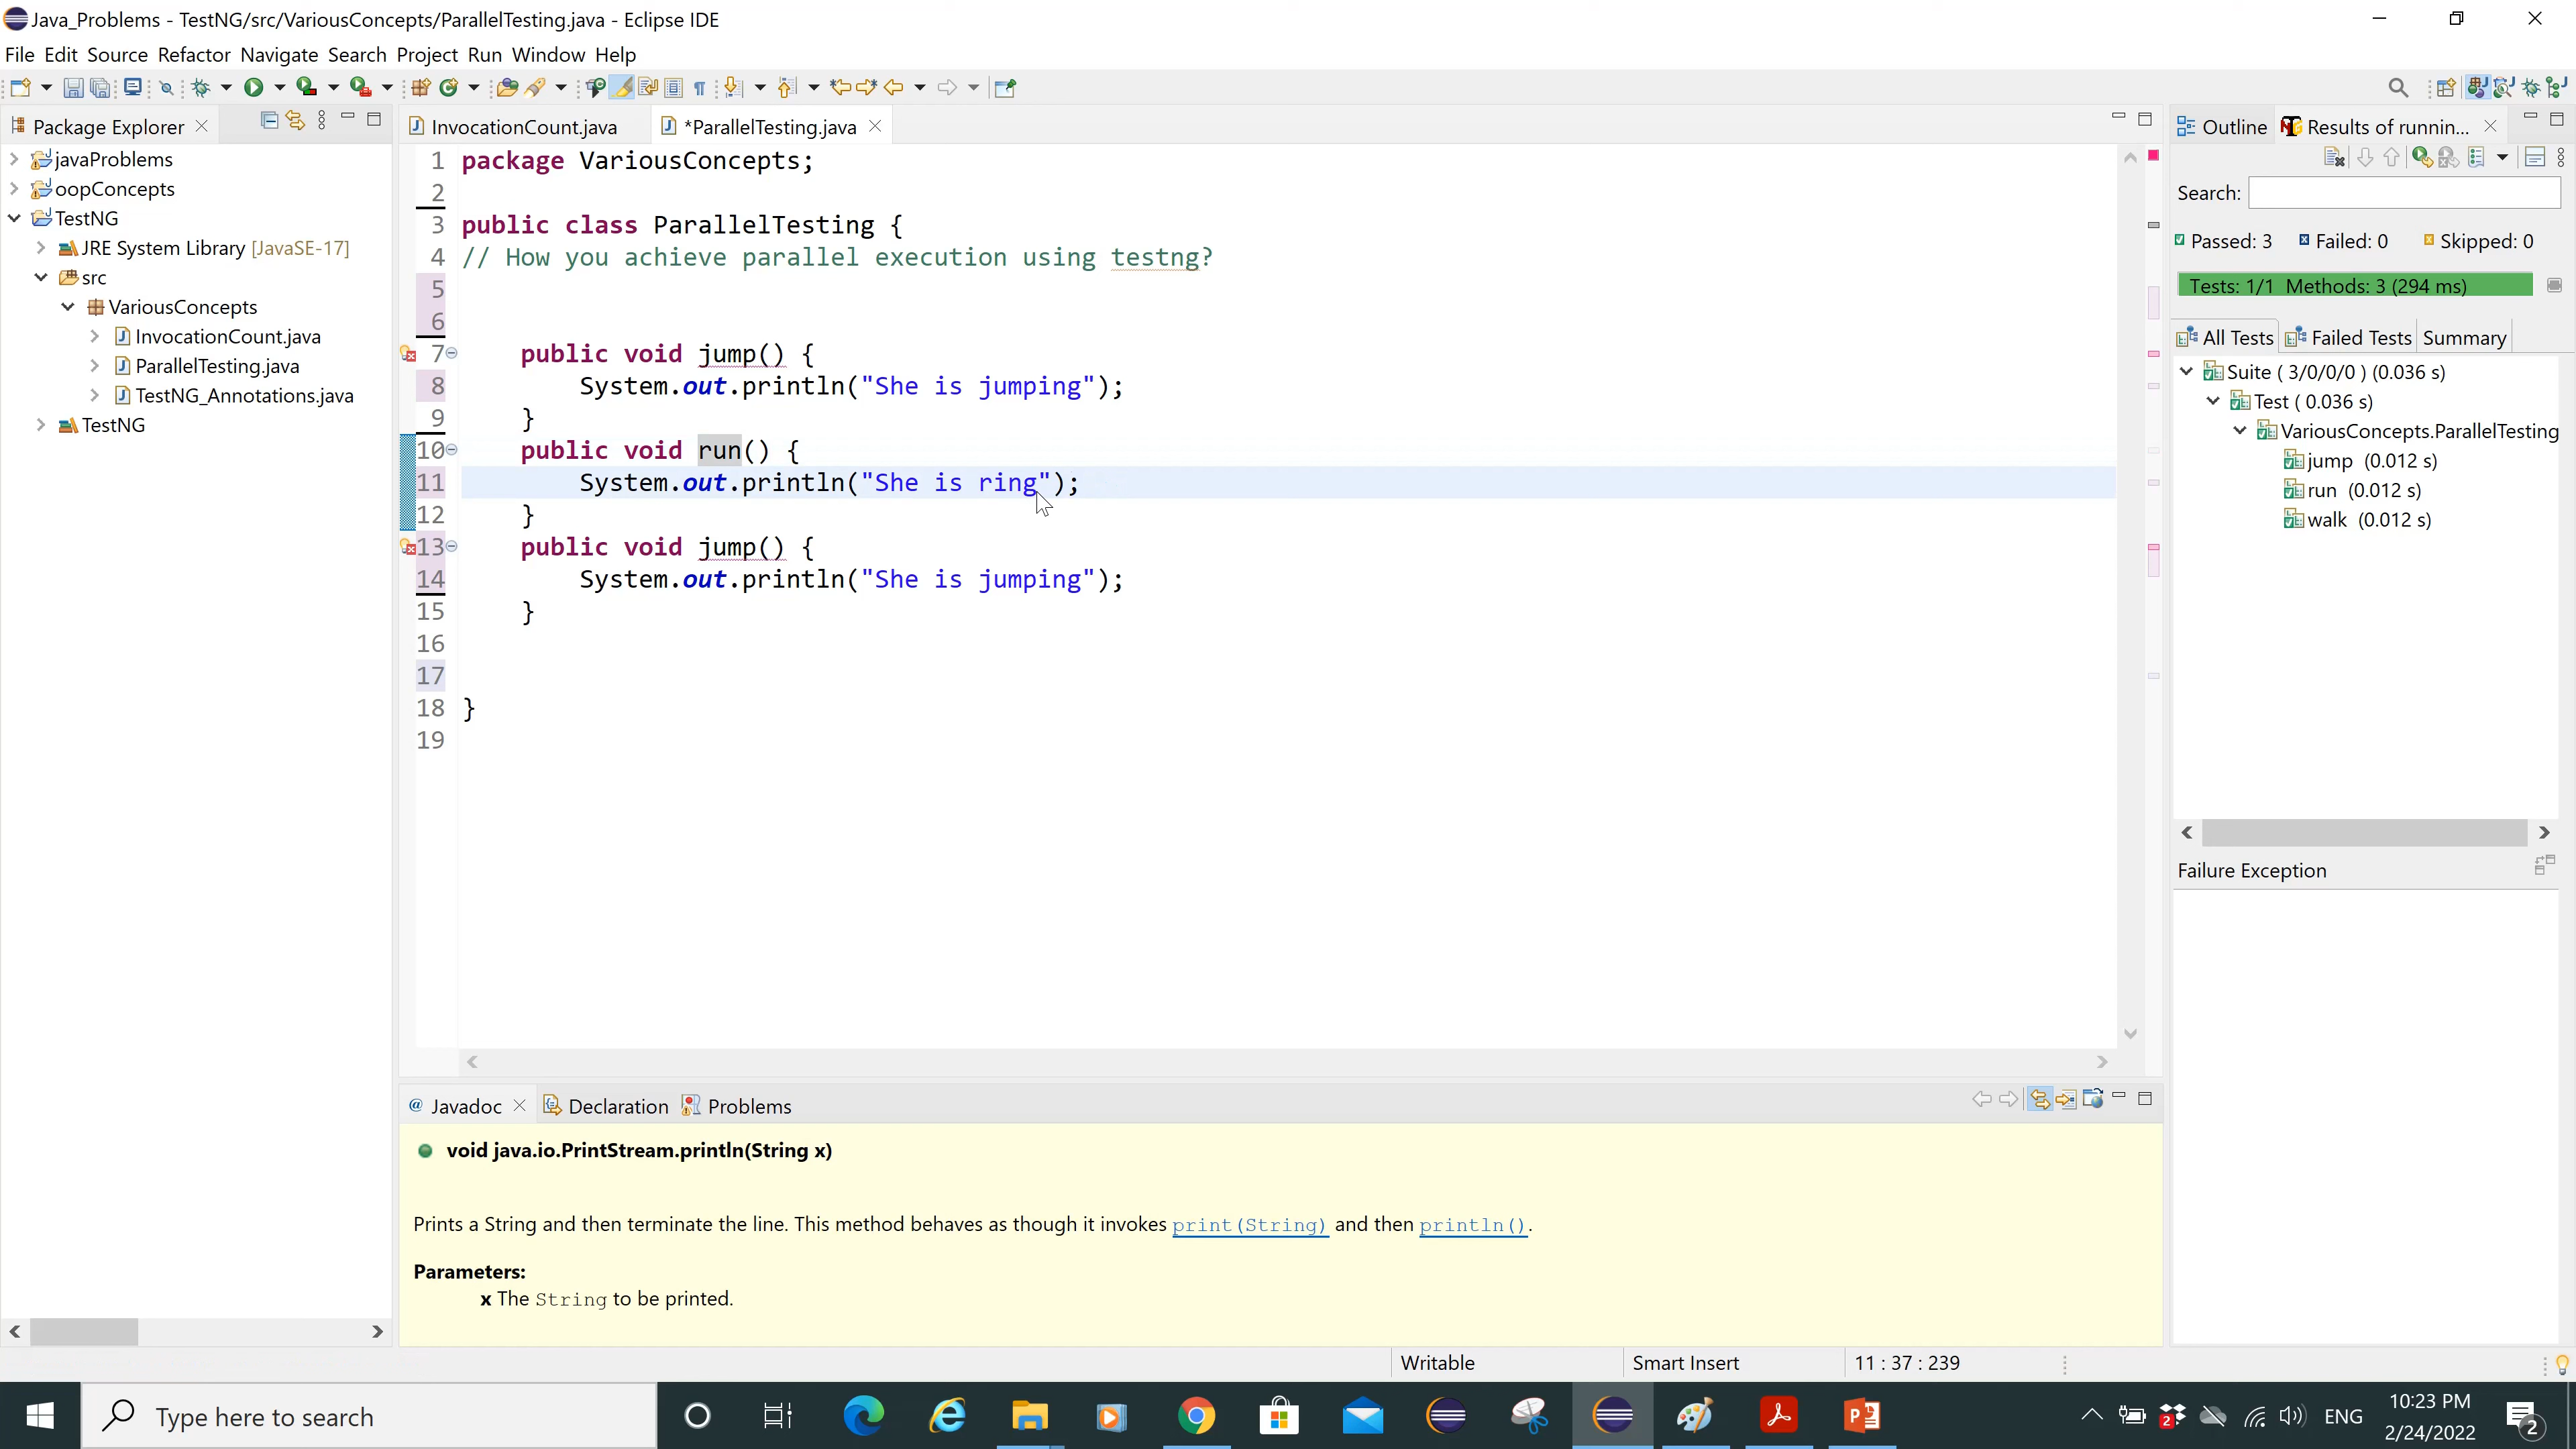 Java_Problems - TestNG/src/VariousConcepts/ParallelTesting.java - Eclipse IDE
File Edit Source Refactor Navigate Search Project Run Window Help
Package Explorer
javaProblems
oopConcepts
TestNG
JRE System Library [JavaSE-17]
src
VariousConcepts
InvocationCount.java
ParallelTesting.java
TestNG_Annotations.java
TestNG
InvocationCount.java
*ParallelTesting.java
1 package VariousConcepts;
2
3 public class ParallelTesting {
4 // How you achieve parallel execution using testng?
5
6
7 public void jump() {
8 System.out.println("She is jumping");
9 }
10 public void run() {
11 System.out.println("She is ring");
12 }
13 public void jump() {
14 System.out.println("She is jumping");
15 }
16
17
18 }
19
Outline Results of runnin...
Search:
Passed: 3 Failed: 0 Skipped: 0
Tests: 1/1 Methods: 3 (294 ms)
All Tests Failed Tests Summary
Suite ( 3/0/0/0 ) (0.036 s)
Test ( 0.036 s)
VariousConcepts.ParallelTesting
jump (0.012 s)
run (0.012 s)
walk (0.012 s)
Failure Exception
@ Javadoc Declaration Problems
void java.io.PrintStream.println(String x)
Prints a String and then terminate the line. This method behaves as though it invokes print(String) and then println().
Parameters:
x The String to be printed.
Writable Smart Insert 11 : 37 : 239
Type here to search
2
ENG
10:23 PM
2/24/2022
2